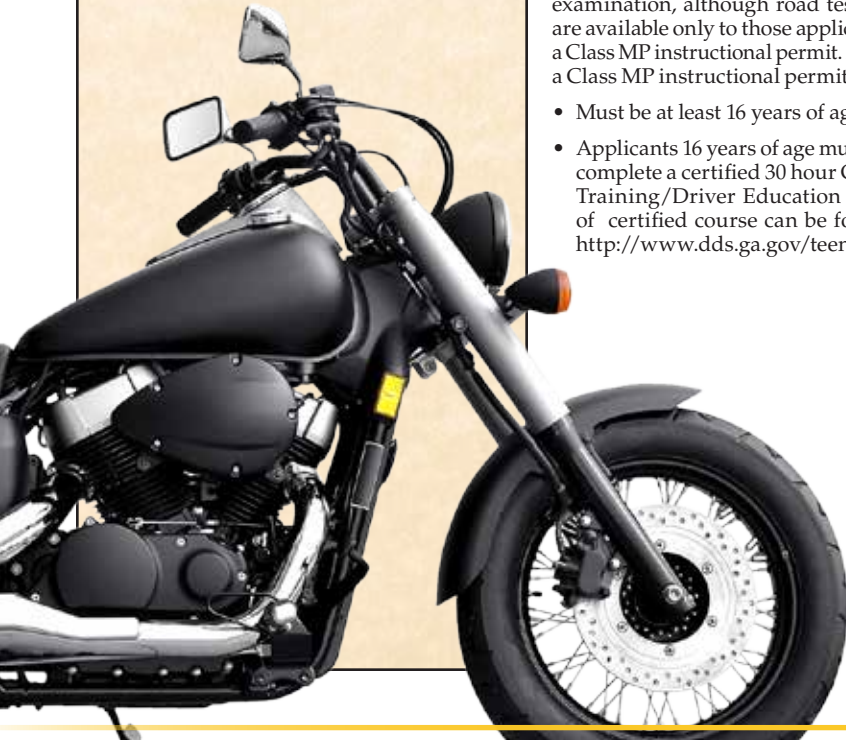 examination, although road tes
are available only to those applic
a Class MP instructional permit.
a Class MP instructional permit
• Must be at least 16 years of ag
• Applicants 16 years of age mu
complete a certified 30 hour C
Training/Driver Education
of certified course can be fo
http://www.dds.ga.gov/teen